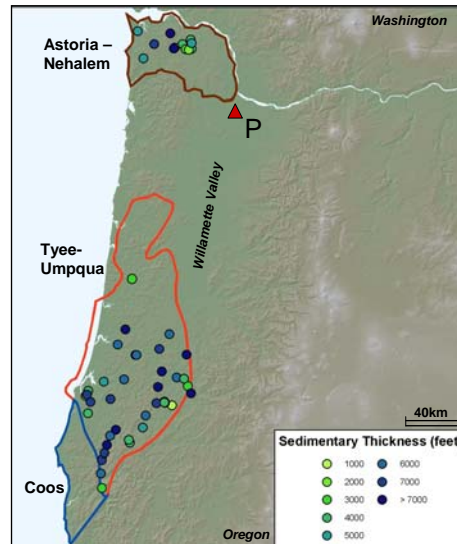 Washington
Astoria –
Nehalem
P
Willamette Valley
Tyee-
Umpqua
40km
Sedimentary Thickness (feet
1000
2000
3000
4000
5000
6000
7000
> 7000
Coos
Oregon